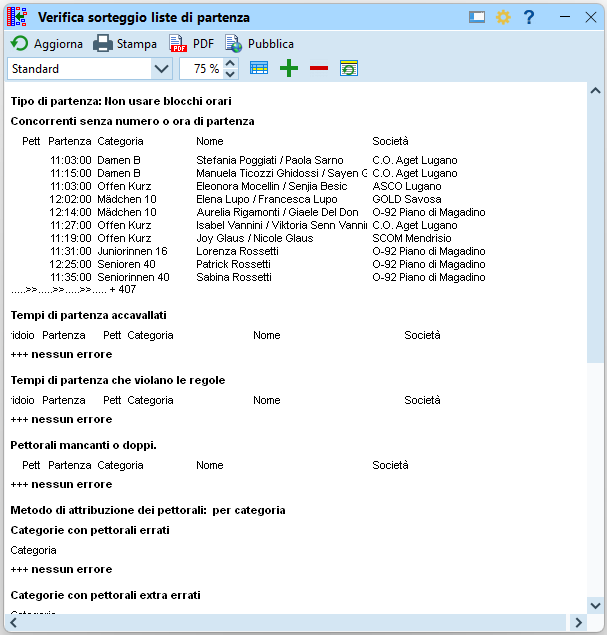 Verifica sorteggio liste di partenza
Aggiorna Stampa PDF Pubblica
Standard 75 %
Tipo di partenza: Non usare blocchi orari
Concorrenti senza numero o ora di partenza
Pett Partenza Categoria Nome Società
11:03:00 Damen B Stefania Poggiati / Paola Sarno C.O. Aget Lugano
11:15:00 Damen B Manuela Ticozzi Ghidossi / Sayen G C.O. Aget Lugano
11:03:00 Offen Kurz Eleonora Mocellin / Senjia Besic ASCO Lugano
12:02:00 Mädchen 10 Elena Lupo / Francesca Lupo GOLD Savosa
12:14:00 Mädchen 10 Aurelia Rigamonti / Giaele Del Don O-92 Piano di Magadino
11:27:00 Offen Kurz Isabel Vannini / Viktoria Senn Vannin C.O. Aget Lugano
11:19:00 Offen Kurz Joy Glaus / Nicole Glaus SCOM Mendrisio
11:31:00 Juniorinnen 16 Lorenza Rossetti O-92 Piano di Magadino
12:25:00 Senioren 40 Patrick Rossetti O-92 Piano di Magadino
11:35:00 Seniorinnen 40 Sabina Rossetti O-92 Piano di Magadino
.....>>.....>>.....>>..... + 407
Tempi di partenza accavallati
ridoio Partenza Pett Categoria Nome Società
+++ nessun errore
Tempi di partenza che violano le regole
ridoio Partenza Pett Categoria Nome Società
+++ nessun errore
Pettorali mancanti o doppi.
Pett Partenza Categoria Nome Società
+++ nessun errore
Metodo di attribuzione dei pettorali: per categoria
Categorie con pettorali errati
Categoria
+++ nessun errore
Categorie con pettorali extra errati
Categoria